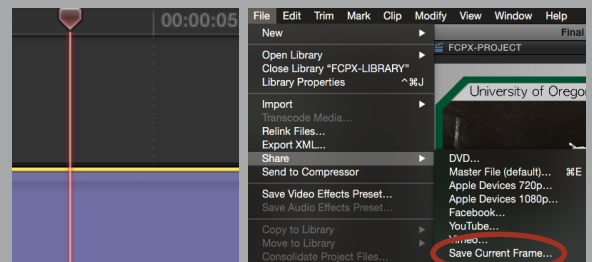 00:00:05
File Edit Trim Mark Clip Modify View Window Help
New
Final
FCPX-PROJECT
Open Library
Close Library “FCPX-LIBRARY”
Library Properties ^⌘J
University of Orego
Import
Transcode Media...
Relink Files...
Export XML...
Share
Send to Compressor
Save Video Effects Preset...
Save Audio Effects Preset...
Copy to Library
Move to Library
Consolidate Project Files...
DVD...
Master File (default)... ⌘E
Apple Devices 720p...
Apple Devices 1080p...
Facebook...
YouTube...
Vimeo...
Save Current Frame...